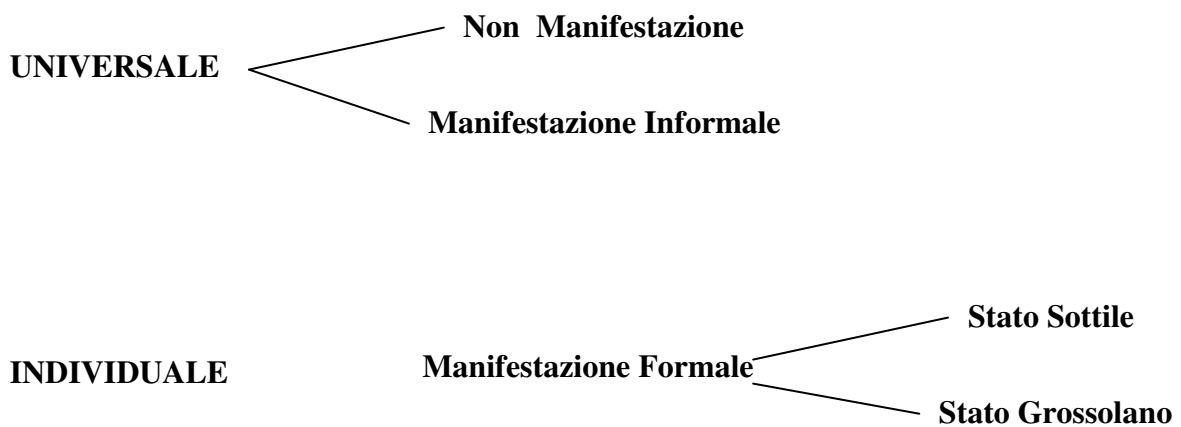 Non Manifestazione
UNIVERSALE
Manifestazione Informale
Stato Sottile
INDIVIDUALE
Manifestazione Formale
Stato Grossolano